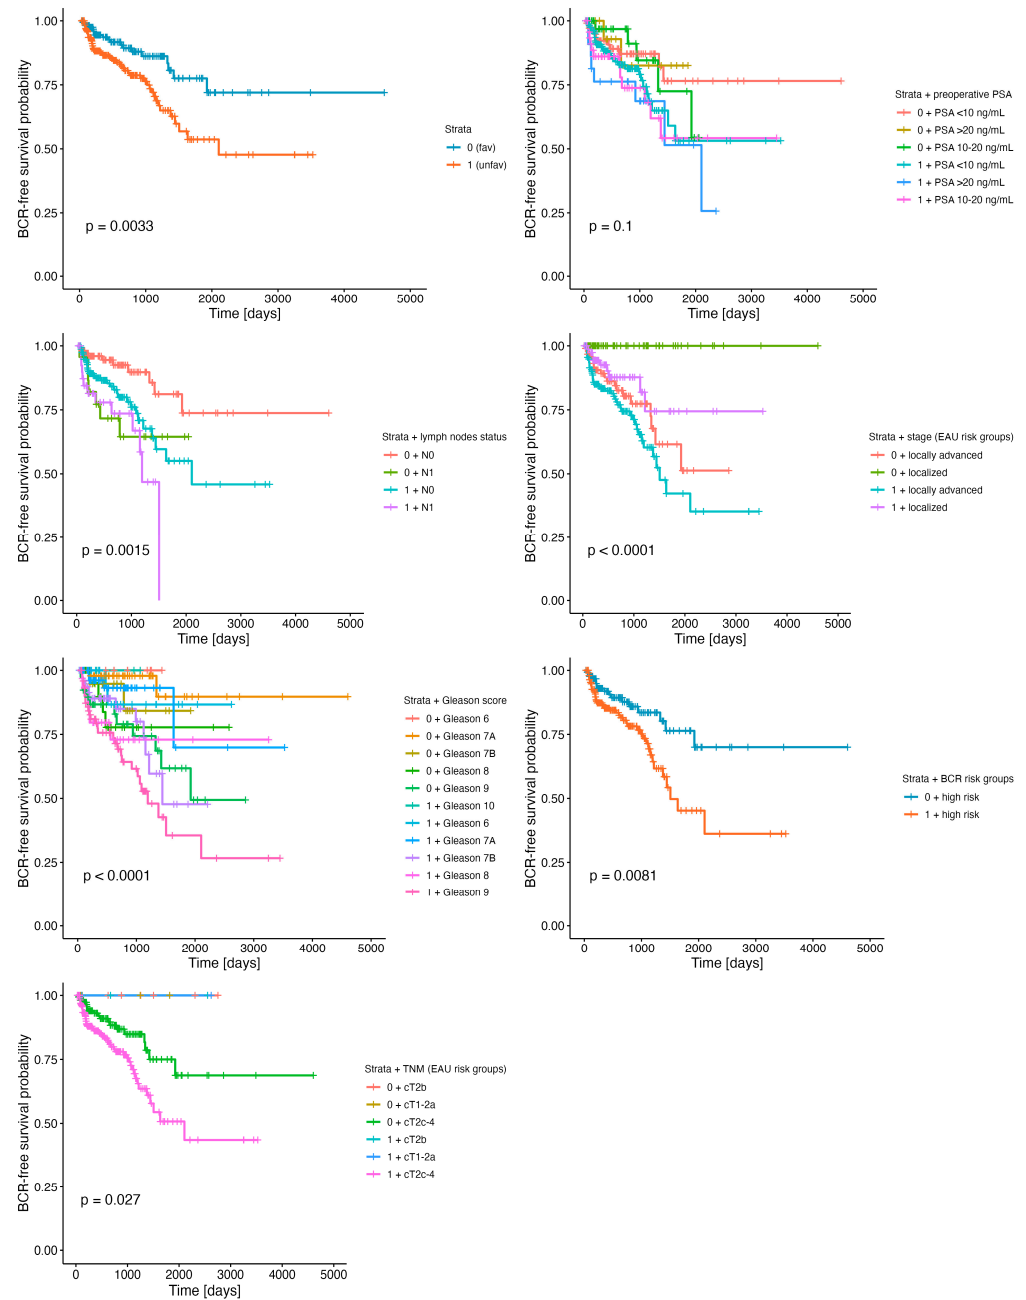 BCR-free survival probability
1.00
0.75
0.50
0.25
0.00
p = 0.0033
0 1000 2000 3000 4000 5000
Time [days]
Strata
0 (fav)
1 (unfav)
BCR-free survival probability
1.00
0.75
0.50
0.25
0.00
p = 0.1
0 1000 2000 3000 4000 5000
Time [days]
Strata + preoperative PSA
0 + PSA <10 ng/mL
0 + PSA >20 ng/mL
0 + PSA 10-20 ng/mL
1 + PSA <10 ng/mL
1 + PSA >20 ng/mL
1 + PSA 10-20 ng/mL
BCR-free survival probability
1.00
0.75
0.50
0.25
0.00
p = 0.0015
0 1000 2000 3000 4000 5000
Time [days]
Strata + lymph nodes status
0 + N0
0 + N1
1 + N0
1 + N1
BCR-free survival probability
1.00
0.75
0.50
0.25
0.00
p < 0.0001
0 1000 2000 3000 4000 5000
Time [days]
Strata + stage (EAU risk groups)
0 + locally advanced
0 + localized
1 + locally advanced
1 + localized
BCR-free survival probability
1.00
0.75
0.50
0.25
0.00
p < 0.0001
0 1000 2000 3000 4000 5000
Time [days]
Strata + Gleason score
0 + Gleason 6
0 + Gleason 7A
0 + Gleason 7B
0 + Gleason 8
0 + Gleason 9
1 + Gleason 10
1 + Gleason 6
1 + Gleason 7A
1 + Gleason 7B
1 + Gleason 8
1 + Gleason 9
BCR-free survival probability
1.00
0.75
0.50
0.25
0.00
p = 0.0081
0 1000 2000 3000 4000 5000
Time [days]
Strata + BCR risk groups
0 + high risk
1 + high risk
BCR-free survival probability
1.00
0.75
0.50
0.25
0.00
p = 0.027
0 1000 2000 3000 4000 5000
Time [days]
Strata + TNM (EAU risk groups)
0 + cT2b
0 + cT1-2a
0 + cT2c-4
1 + cT2b
1 + cT1-2a
1 + cT2c-4